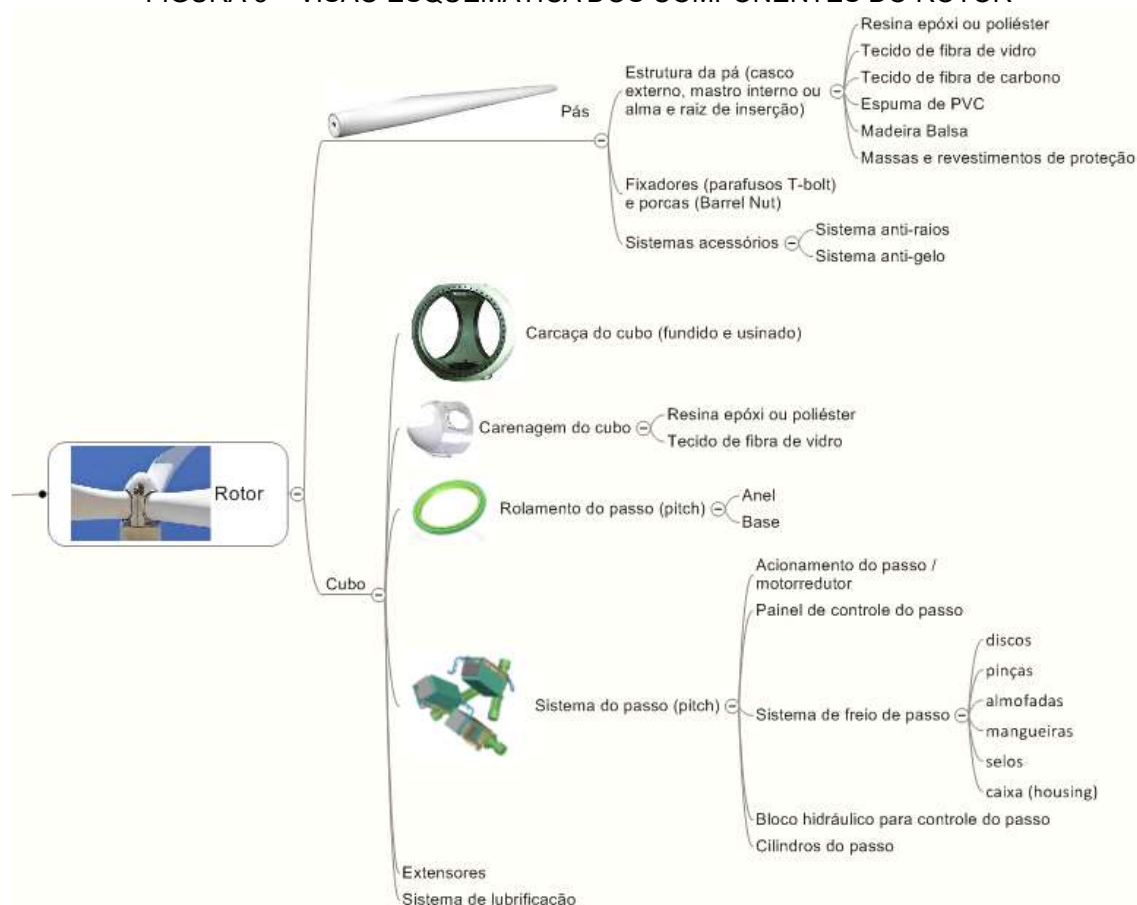 Resina epóxi ou poliéster
Tecido de fibra de vidro
Estrutura da pá (casco
externo, mastro interno ou
alma e raiz de inserção)
Tecido de fibra de carbono
Espuma de PVC
Madeira Balsa
Massas e revestimentos de proteção
Pás
Fixadores (parafusos T-bolt)
e porcas (Barrel Nut)
Sistemas acessórios
Sistema anti-raios
Sistema anti-gelo
Carcaça do cubo (fundido e usinado)
Carenagem do cubo
Resina epóxi ou poliéster
Tecido de fibra de vidro
Rotor
Rolamento do passo (pitch)
Anel
Base
Cubo
Acionamento do passo /
motorredutor
Painel de controle do passo
Sistema do passo (pitch)
Sistema de freio de passo
discos
pinças
almofadas
mangueiras
selos
caixa (housing)
Bloco hidráulico para controle do passo
Cilindros do passo
Extensores
Sistema de lubrificação